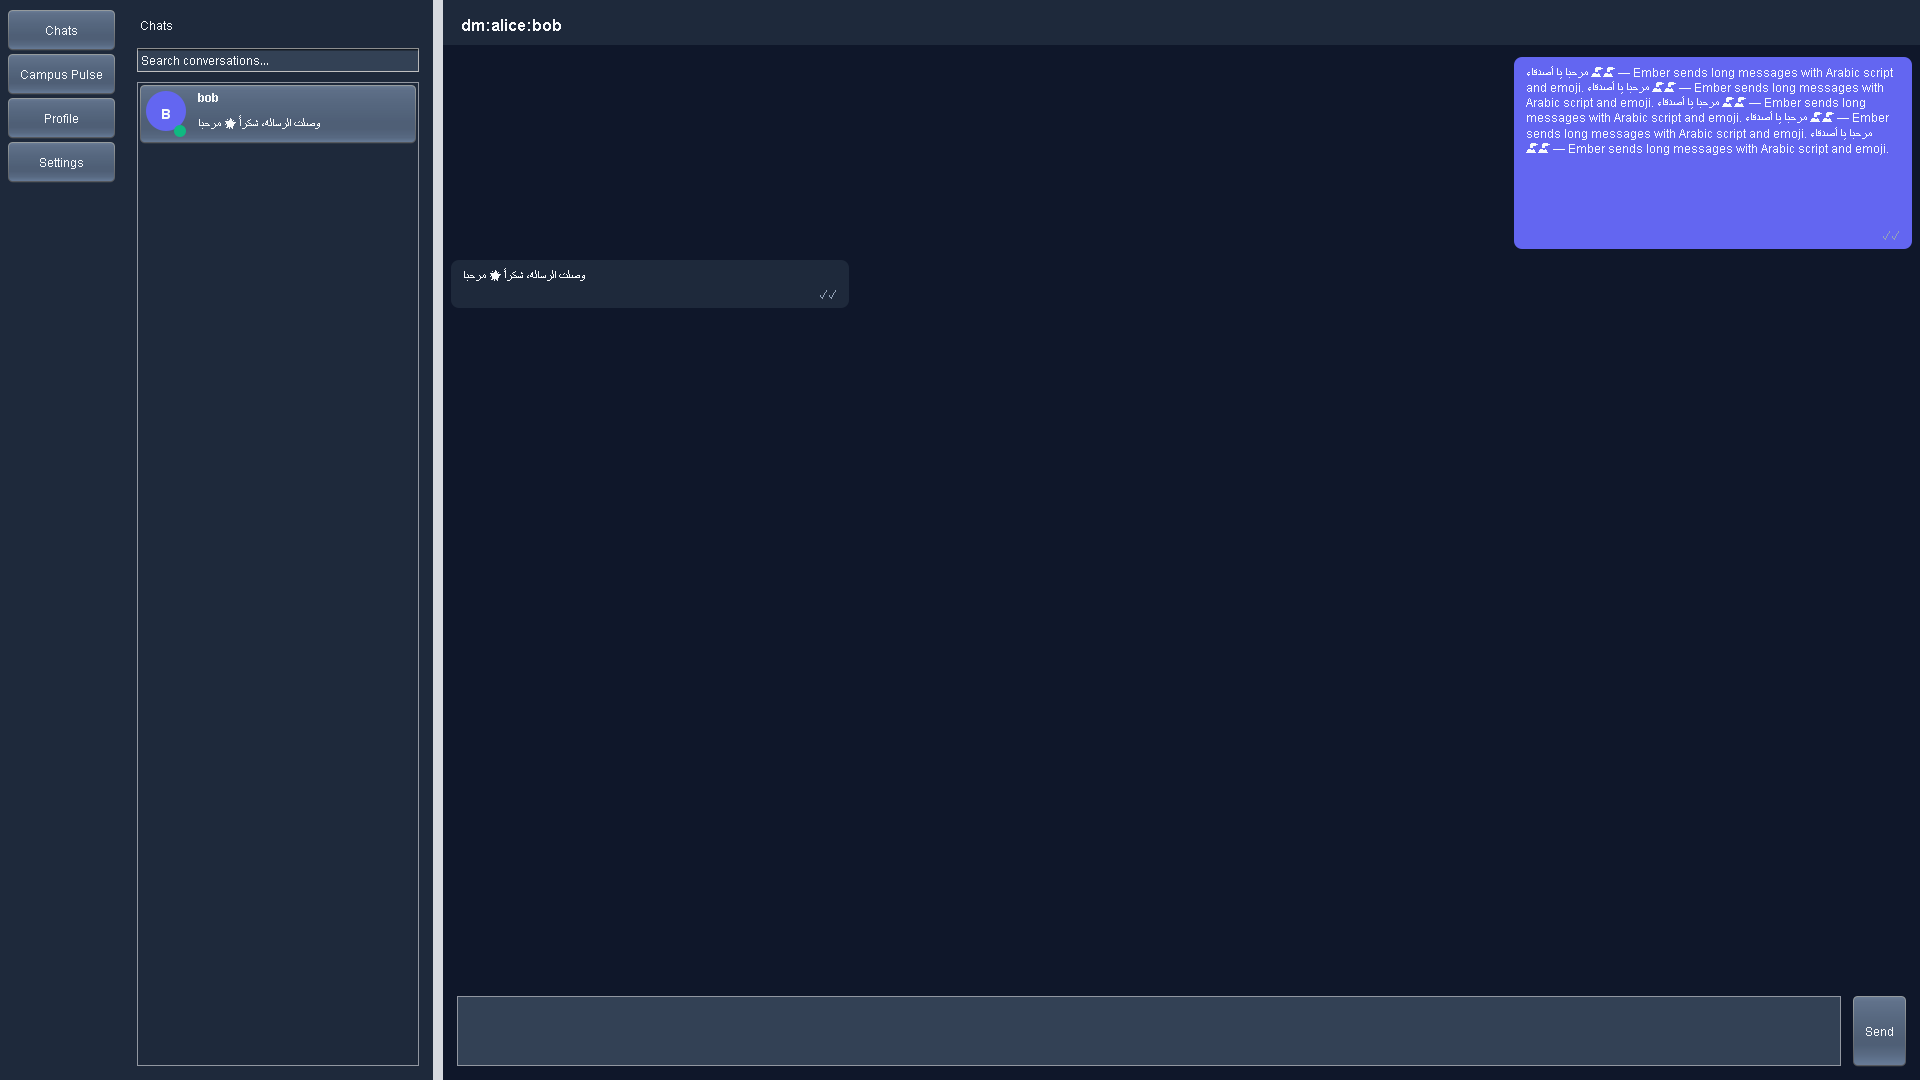 Chats
Campus Pulse
Profile
Settings
Chats
Search conversations...
B
bob
وصلت الرسالة، شكراً 🌟 مرحبا
dm:alice:bob
مرحبا يا أصدقاء — Ember sends long messages with Arabic script
and emoji. مرحبا يا أصدقاء — Ember sends long messages with
Arabic script and emoji. مرحبا يا أصدقاء — Ember sends long
messages with Arabic script and emoji. مرحبا يا أصدقاء — Ember
sends long messages with Arabic script and emoji. مرحبا يا أصدقاء
— Ember sends long messages with Arabic script and emoji.
✓✓
وصلت الرسالة، شكراً 🌟 مرحبا
✓✓
Send